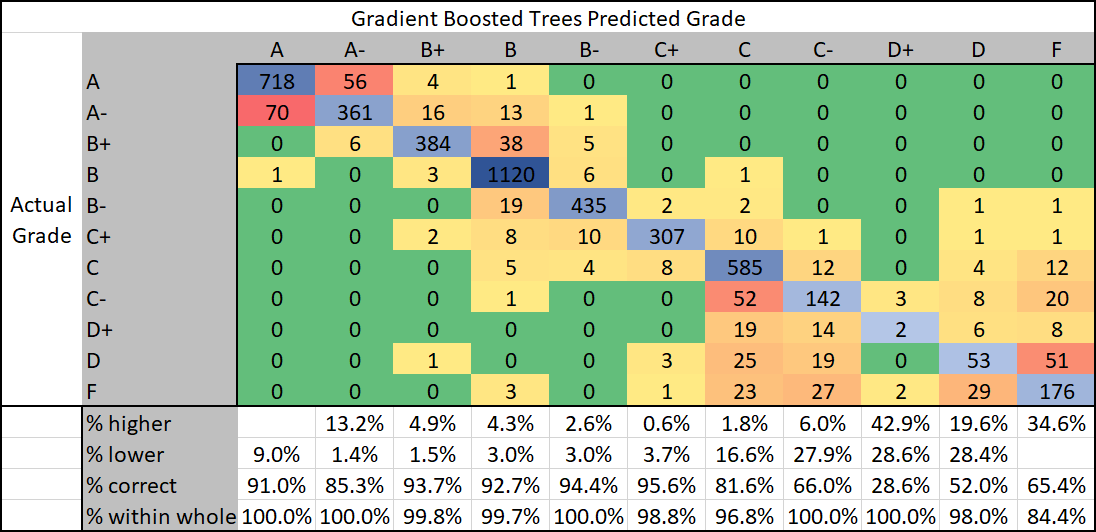 Gradient Boosted Trees Predicted Grade
A A- B+ B B- C+ C C- D+ D F
A 718 56 4 1 0 0 0 0 0 0 0
A- 70 361 16 13 1 0 0 0 0 0 0
B+ 0 6 384 38 5 0 0 0 0 0 0
B 1 0 3 1120 6 0 1 0 0 0 0
Actual Grade B- 0 0 0 19 435 2 2 0 0 1 1
C+ 0 0 2 8 10 307 10 1 0 1 1
C 0 0 0 5 4 8 585 12 0 4 12
C- 0 0 0 1 0 0 52 142 3 8 20
D+ 0 0 0 0 0 0 19 14 2 6 8
D 0 0 1 0 0 3 25 19 0 53 51
F 0 0 0 3 0 1 23 27 2 29 176
% higher 13.2% 4.9% 4.3% 2.6% 0.6% 1.8% 6.0% 42.9% 19.6% 34.6%
% lower 9.0% 1.4% 1.5% 3.0% 3.0% 3.7% 16.6% 27.9% 28.6% 28.4%
% correct 91.0% 85.3% 93.7% 92.7% 94.4% 95.6% 81.6% 66.0% 28.6% 52.0% 65.4%
% within whole 100.0% 100.0% 99.8% 99.7% 100.0% 98.8% 96.8% 100.0% 100.0% 98.0% 84.4%